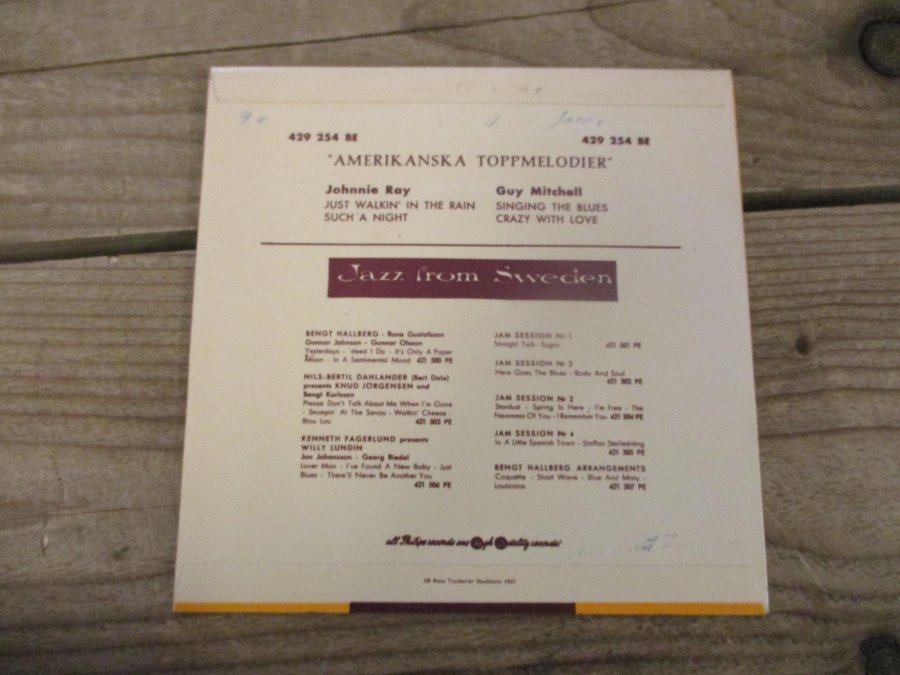 429 254 BE
429 254 BE
"AMERIKANSKA TOPPMELODIER"
Johnnie Ray
JUST WALKIN' IN THE RAIN
SUCH A NIGHT
Guy Mitchell
SINGING THE BLUES
CRAZY WITH LOVE
Jazz from Sweden
BENGT HALLBERG - Rune Gustafsson
Gunnar Johnson - Gunnar Olsson
Yesterdays - 'deed I Do - It's Only A Paper
Moon - In A Sentimental Mood 421 500 PE
NILS-BERTIL DAHLANDER (Bert Dale)
presents KNUD JÖRGENSEN and
Bengt Karlsson
Please Don't Talk About Me When I'm Gone
- Stompin' At The Savoy - Walkin' Cheese -
Blau Lou 421 503 PE
KENNETH FAGERLUND presents
WILLY LUNDIN
Jan Johansson - Georg Riedel
Lover Man - I've Found A New Baby - Just
Blues - There'll Never Be Another You
421 506 PE
JAM SESSION Nr 1
Straight Talk - Sugar 421 501 PE
JAM SESSION Nr 2
Here Goes The Blues - Body And Soul
421 502 PE
JAM SESSION Nr 3
Stardust - Spring Is Here - I'm Free - The
Nearness Of You - I Remember You 421 504 PE
JAM SESSION Nr 4
In A Little Spanish Town - Staffan Skalledräng
421 505 PE
BENGT HALLBERG ARRANGEMENTS
Coquette - Short Wave - Blue And Misty -
Louisiana 421 507 PE
all Philips records are High Quality records!
AB Kopia Tryckerier Stockholm 1957